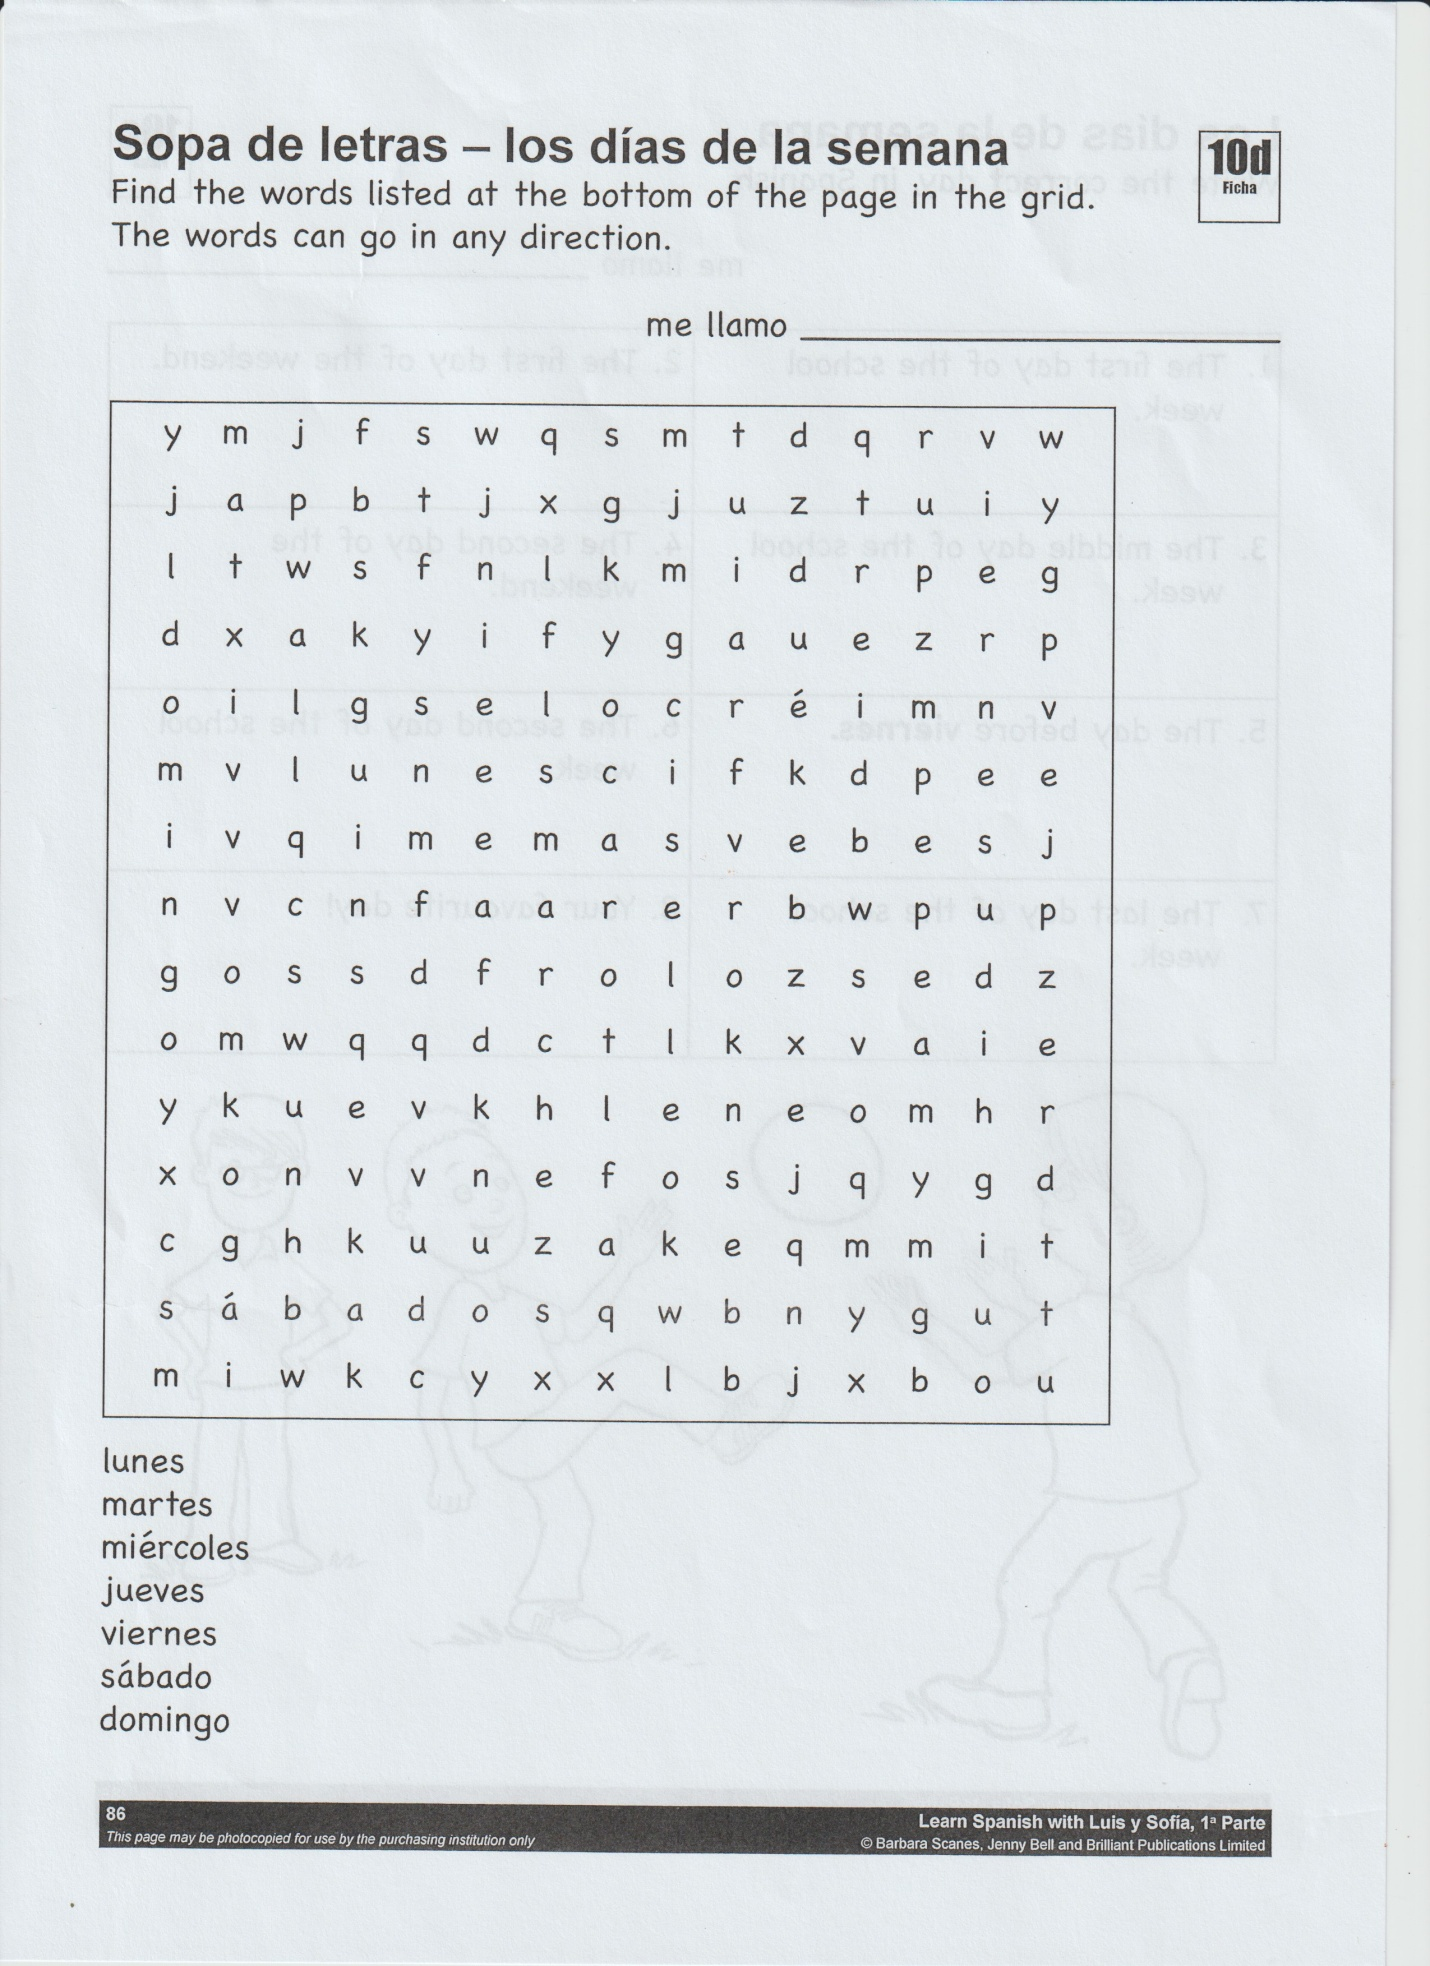 Sopa de letras – los días de la semana
10d
Ficha
Find the words listed at the bottom of the page in the grid.
The words can go in any direction.
me llamo
y m j f s w q s m t d q r v w
j a p b t j x g j u z t u i y
l t w s f n l k m i d r p e g
d x a k y i f y g a u e z r p
o i l g s e l o c r é i m n v
m v l u n e s c i f k d p e e
i v q i m e m a s v e b e s j
n v c n f a a r e r b w p u p
g o s s d f r o l o z s e d z
o m w q q d c t l k x v a i e
y k u e v k h l e n e o m h r
x o n v v n e f o s j q y g d
c g h k u u z a k e q m m i t
s á b a d o s q w b n y g u t
m i w k c y x x l b j x b o u
lunes
martes
miércoles
jueves
viernes
sábado
domingo
86
This page may be photocopied for use by the purchasing institution only
Learn Spanish with Luis y Sofía, 1ª Parte
© Barbara Scanes, Jenny Bell and Brilliant Publications Limited